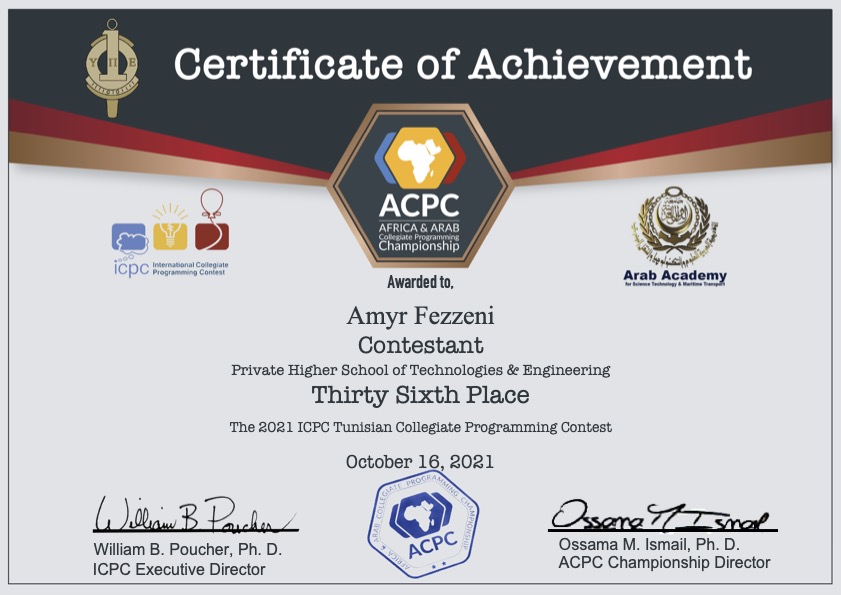 Certificate of Achievement
Υ Π Ε
ACPC
AFRICA & ARAB
Collegiate Programming
Championship
icpc International Collegiate
Programming Contest
Arab Academy
for Science Technology & Maritime Transport
Awarded to,
Amyr Fezzeni
Contestant
Private Higher School of Technologies & Engineering
Thirty Sixth Place
The 2021 ICPC Tunisian Collegiate Programming Contest
October 16, 2021
AFRICA & ARAB COLLEGIATE PROGRAMMING CHAMPIONSHIP
ACPC
William B Poucher
William B. Poucher, Ph. D.
ICPC Executive Director
Ossama M Ismail
Ossama M. Ismail, Ph. D.
ACPC Championship Director